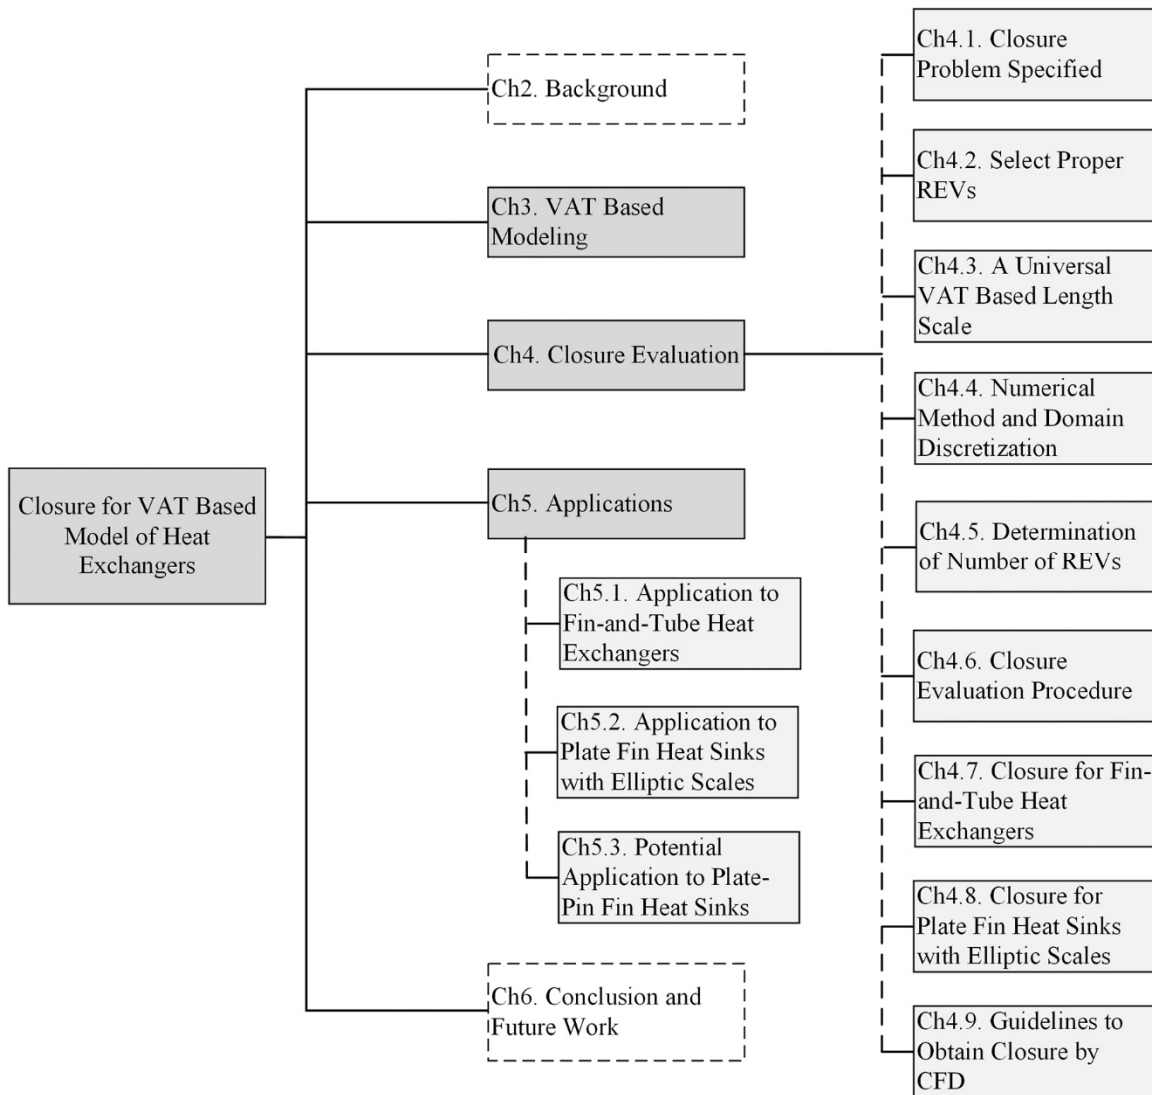 Closure for VAT Based
Model of Heat
Exchangers
Ch2. Background
Ch3. VAT Based
Modeling
Ch4. Closure Evaluation
Ch5. Applications
Ch5.1. Application to
Fin-and-Tube Heat
Exchangers
Ch5.2. Application to
Plate Fin Heat Sinks
with Elliptic Scales
Ch5.3. Potential
Application to Plate-
Pin Fin Heat Sinks
Ch6. Conclusion and
Future Work
Ch4.1. Closure
Problem Specified
Ch4.2. Select Proper
REVs
Ch4.3. A Universal
VAT Based Length
Scale
Ch4.4. Numerical
Method and Domain
Discretization
Ch4.5. Determination
of Number of REVs
Ch4.6. Closure
Evaluation Procedure
Ch4.7. Closure for Fin-
and-Tube Heat
Exchangers
Ch4.8. Closure for
Plate Fin Heat Sinks
with Elliptic Scales
Ch4.9. Guidelines to
Obtain Closure by
CFD